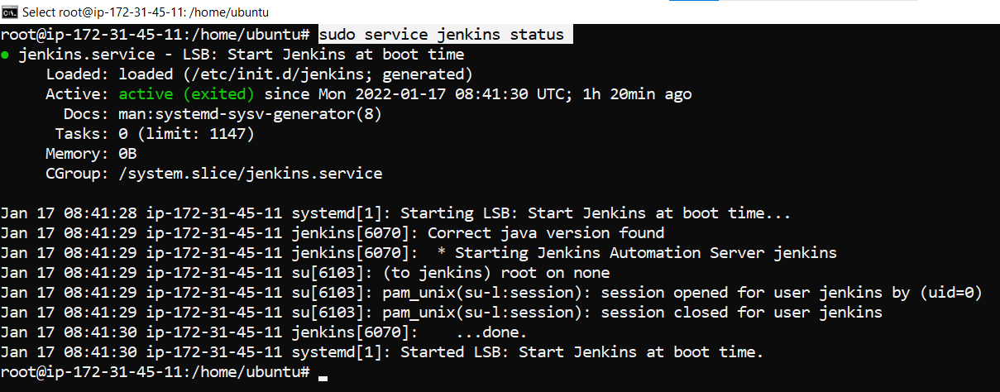 Select root@ip-172-31-45-11: /home/ubuntu
root@ip-172-31-45-11:/home/ubuntu# sudo service jenkins status
● jenkins.service - LSB: Start Jenkins at boot time
     Loaded: loaded (/etc/init.d/jenkins; generated)
     Active: active (exited) since Mon 2022-01-17 08:41:30 UTC; 1h 20min ago
       Docs: man:systemd-sysv-generator(8)
      Tasks: 0 (limit: 1147)
     Memory: 0B
     CGroup: /system.slice/jenkins.service
Jan 17 08:41:28 ip-172-31-45-11 systemd[1]: Starting LSB: Start Jenkins at boot time...
Jan 17 08:41:29 ip-172-31-45-11 jenkins[6070]: Correct java version found
Jan 17 08:41:29 ip-172-31-45-11 jenkins[6070]:  * Starting Jenkins Automation Server jenkins
Jan 17 08:41:29 ip-172-31-45-11 su[6103]: (to jenkins) root on none
Jan 17 08:41:29 ip-172-31-45-11 su[6103]: pam_unix(su-l:session): session opened for user jenkins by (uid=0)
Jan 17 08:41:29 ip-172-31-45-11 su[6103]: pam_unix(su-l:session): session closed for user jenkins
Jan 17 08:41:30 ip-172-31-45-11 jenkins[6070]:    ...done.
Jan 17 08:41:30 ip-172-31-45-11 systemd[1]: Started LSB: Start Jenkins at boot time.
root@ip-172-31-45-11:/home/ubuntu#